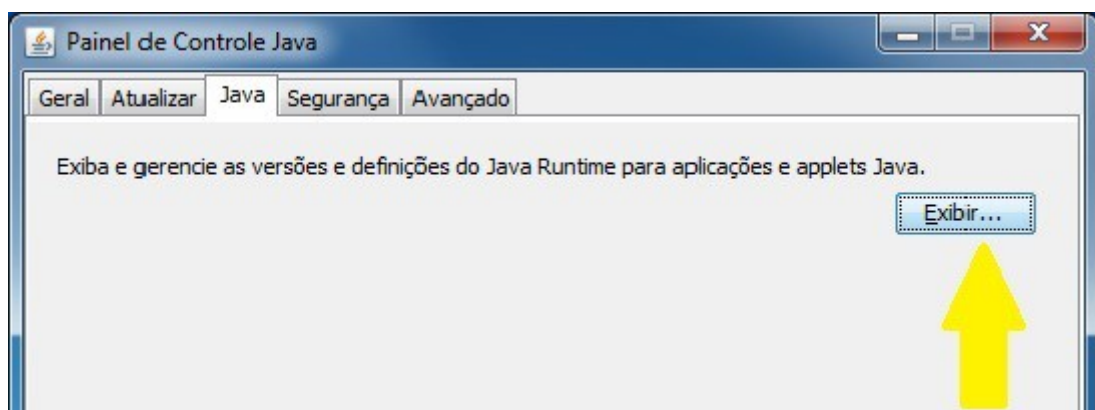 Painel de Controle Java
Geral Atualizar Java Segurança Avançado
Exiba e gerencie as versões e definições do Java Runtime para aplicações e applets Java.
Exibir...